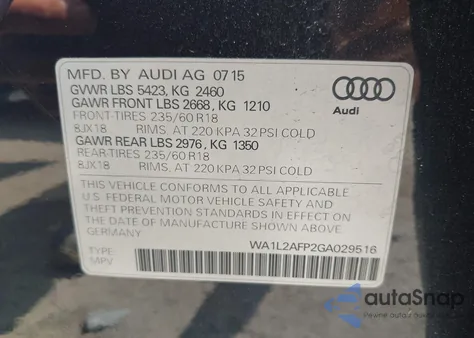 MFD. BY AUDI AG 07 15
GVWR LBS 5423, KG 2460
GAWR FRONT LBS 2668, KG 1210
FRONT-TIRES 235/60 R18
8JX18 RIMS, AT 220 KPA 32 PSI COLD
GAWR REAR LBS 2976, KG 1350
REAR-TIRES 235/60 R18
8JX18 RIMS, AT 220 KPA 32 PSI COLD
Audi
THIS VEHICLE CONFORMS TO ALL APPLICABLE
U.S. FEDERAL MOTOR VEHICLE SAFETY AND
THEFT PREVENTION STANDARDS IN EFFECT ON
THE DATE OF MANUFACTURE SHOWN ABOVE.
GERMANY
WA1L2AFP2GA029516
TYPE
MPV
autoSnap